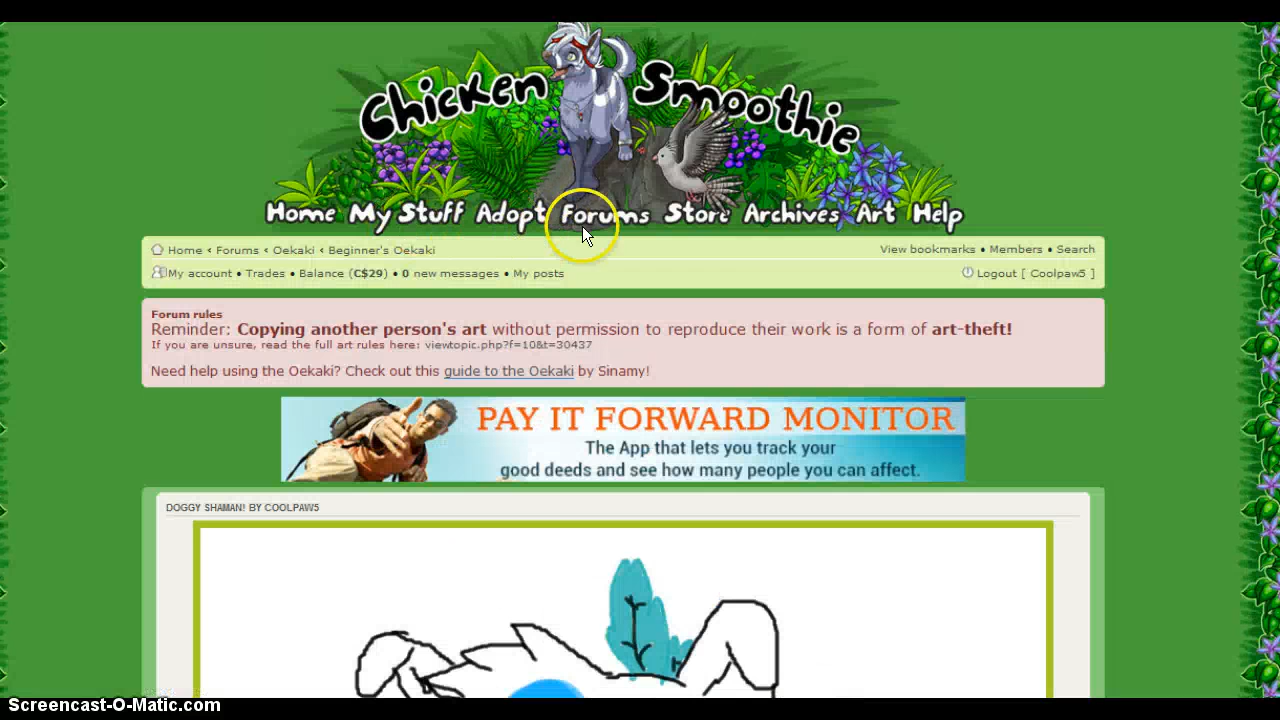 Chicken Smoothie
Home My Stuff Adopt Forums Store Archives Art Help
Home ‹ Forums ‹ Oekaki ‹ Beginner's Oekaki
View bookmarks • Members • Search
My account • Trades • Balance (C$29) • 0 new messages • My posts
Logout [ Coolpaw5 ]
Forum rules
Reminder: Copying another person's art without permission to reproduce their work is a form of art-theft!
If you are unsure, read the full art rules here: viewtopic.php?f=10&t=30437
Need help using the Oekaki? Check out this guide to the Oekaki by Sinamy!
PAY IT FORWARD MONITOR
The App that lets you track your
good deeds and see how many people you can affect.
DOGGY SHAMAN! BY COOLPAW5
Screencast-O-Matic.com